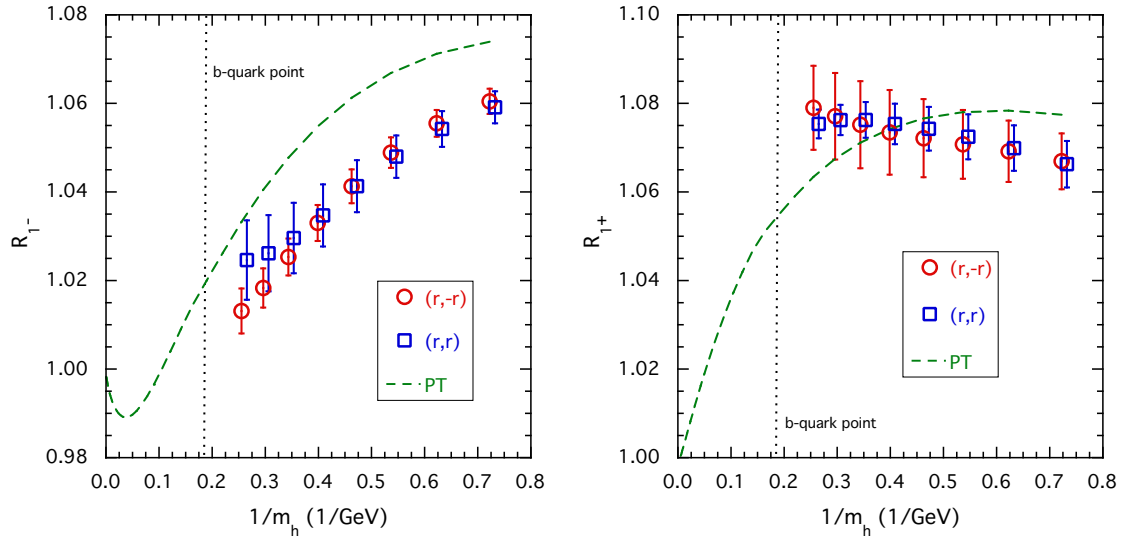 1.08
1.06
1.04
1.02
1.00
0.98
R1-
b-quark point
(r,-r)
(r,r)
PT
0.0 0.1 0.2 0.3 0.4 0.5 0.6 0.7 0.8
1/mh (1/GeV)
1.10
1.08
1.06
1.04
1.02
1.00
R1+
(r,-r)
(r,r)
PT
b-quark point
0.0 0.1 0.2 0.3 0.4 0.5 0.6 0.7 0.8
1/mh (1/GeV)